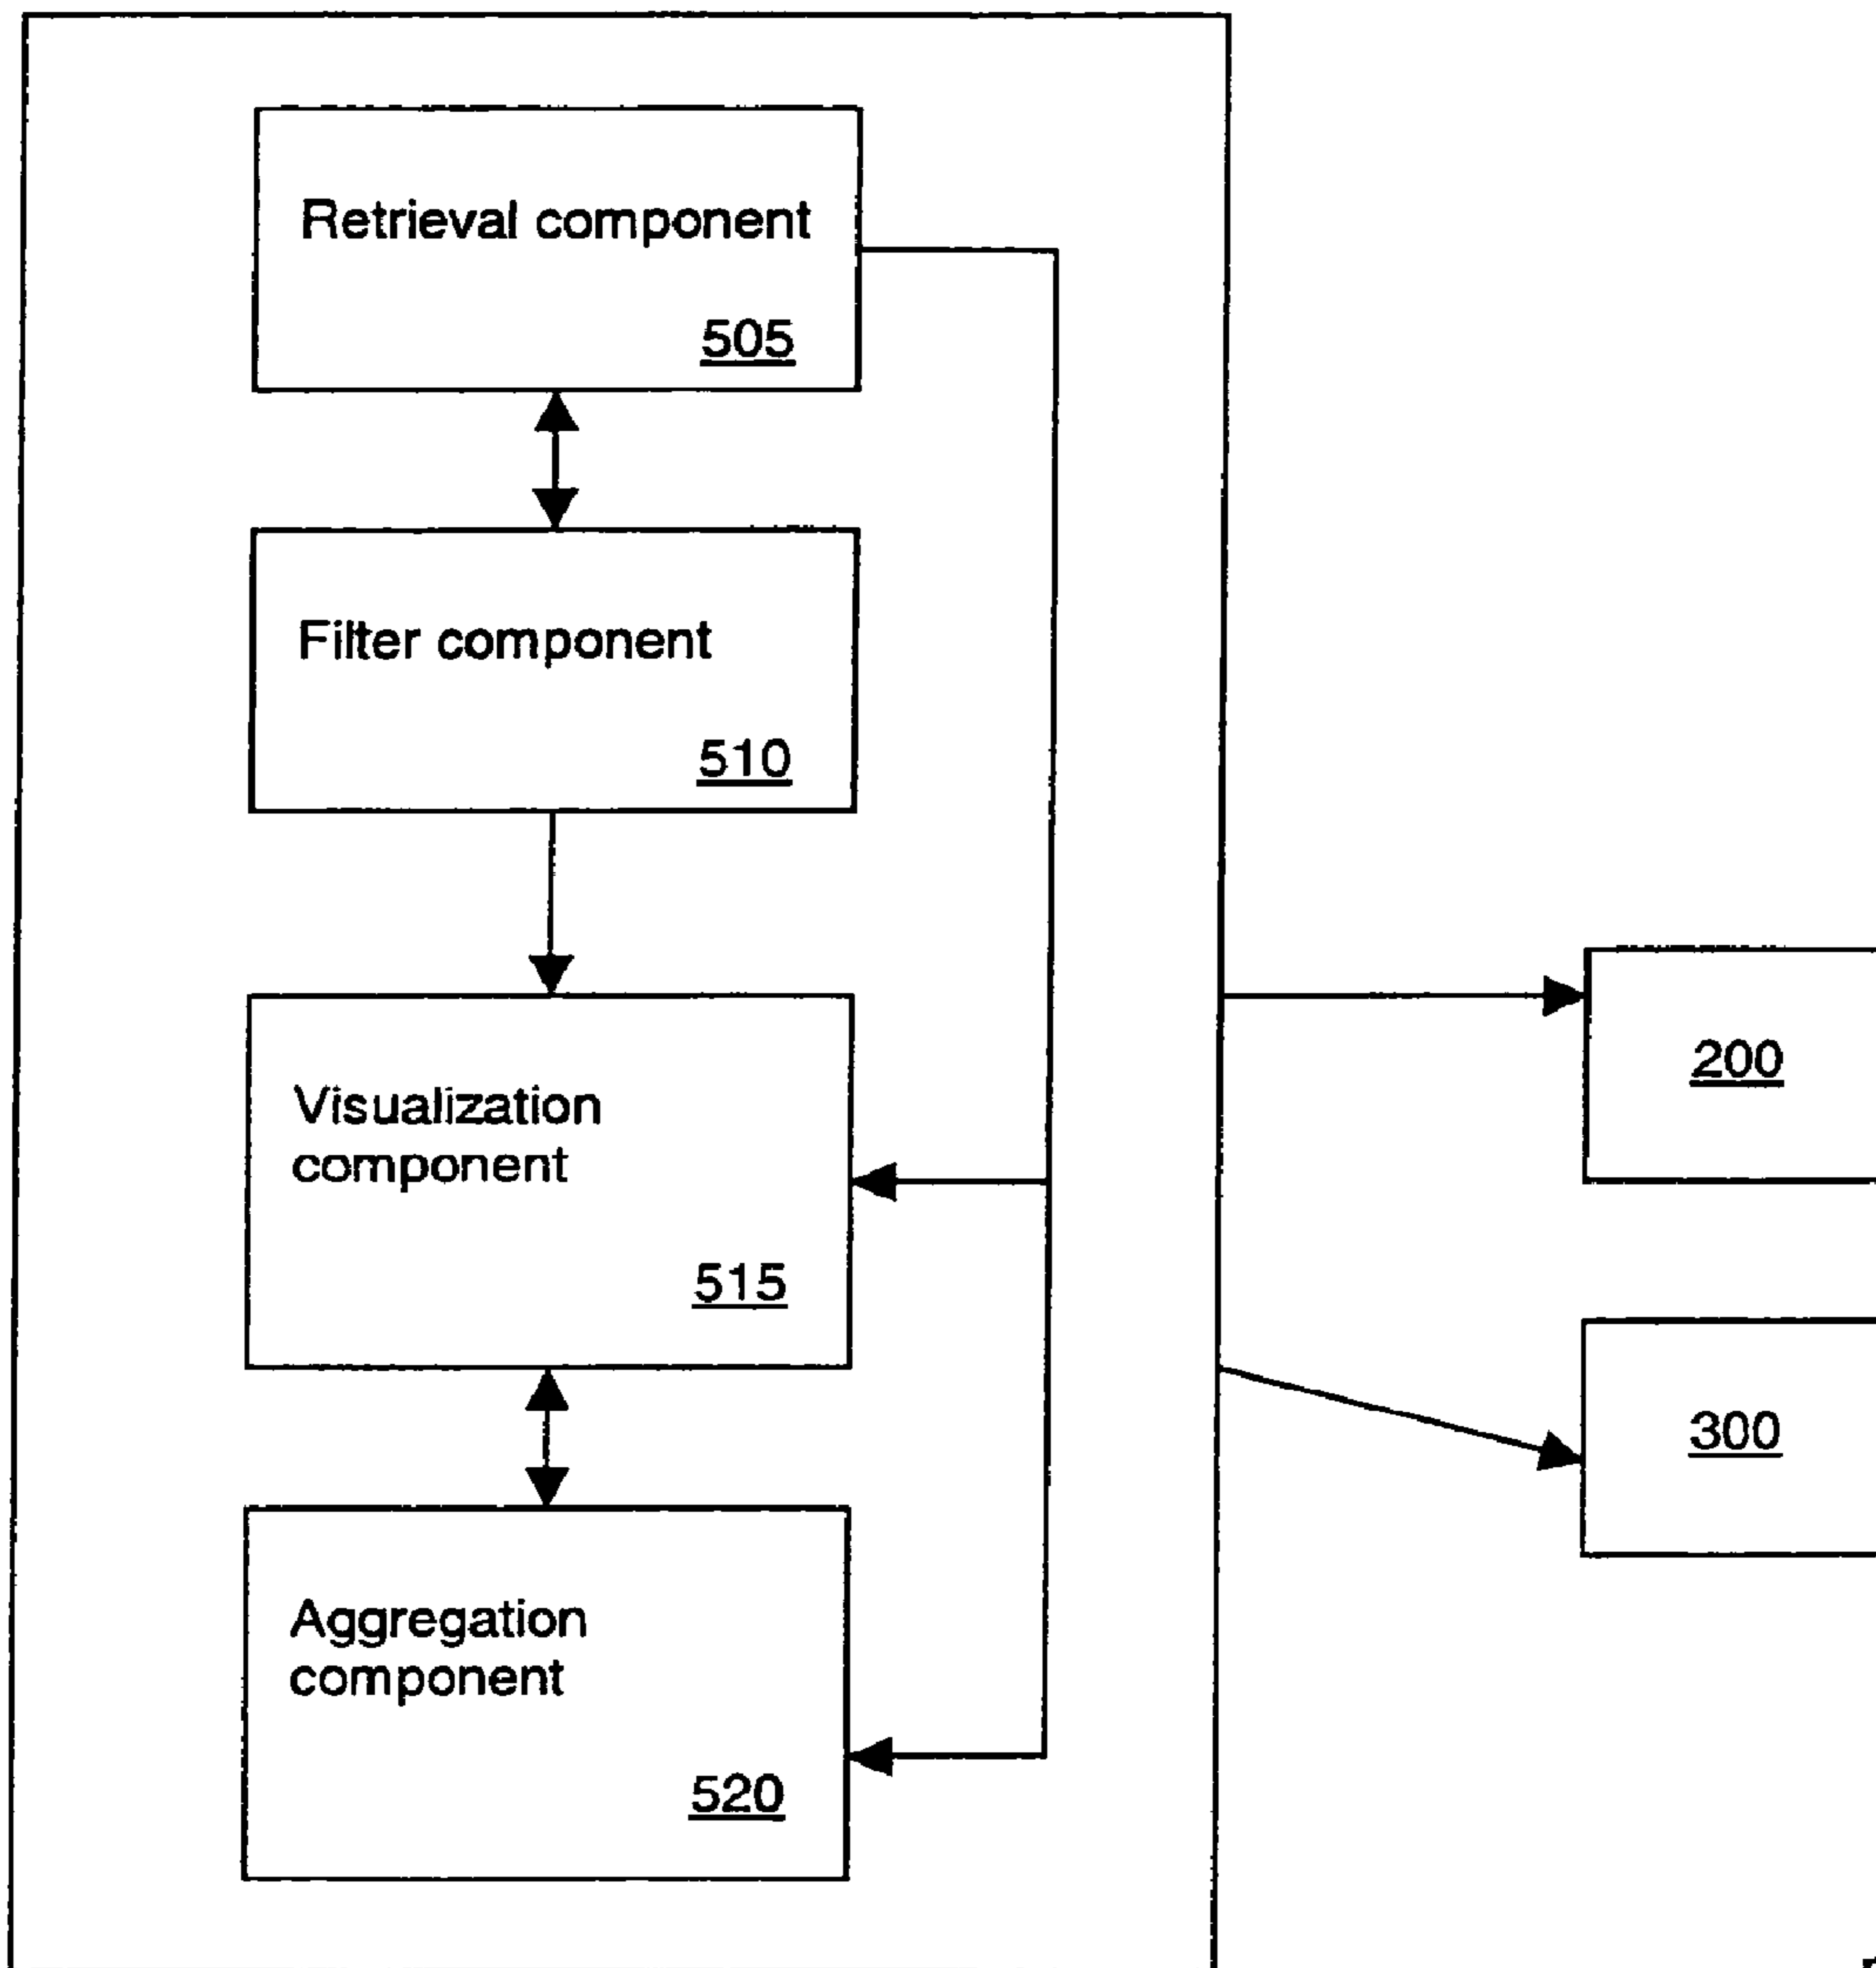 Retrieval component
505
Filter component
510
Visualization
component
515
200
300
Aggregation
component
520